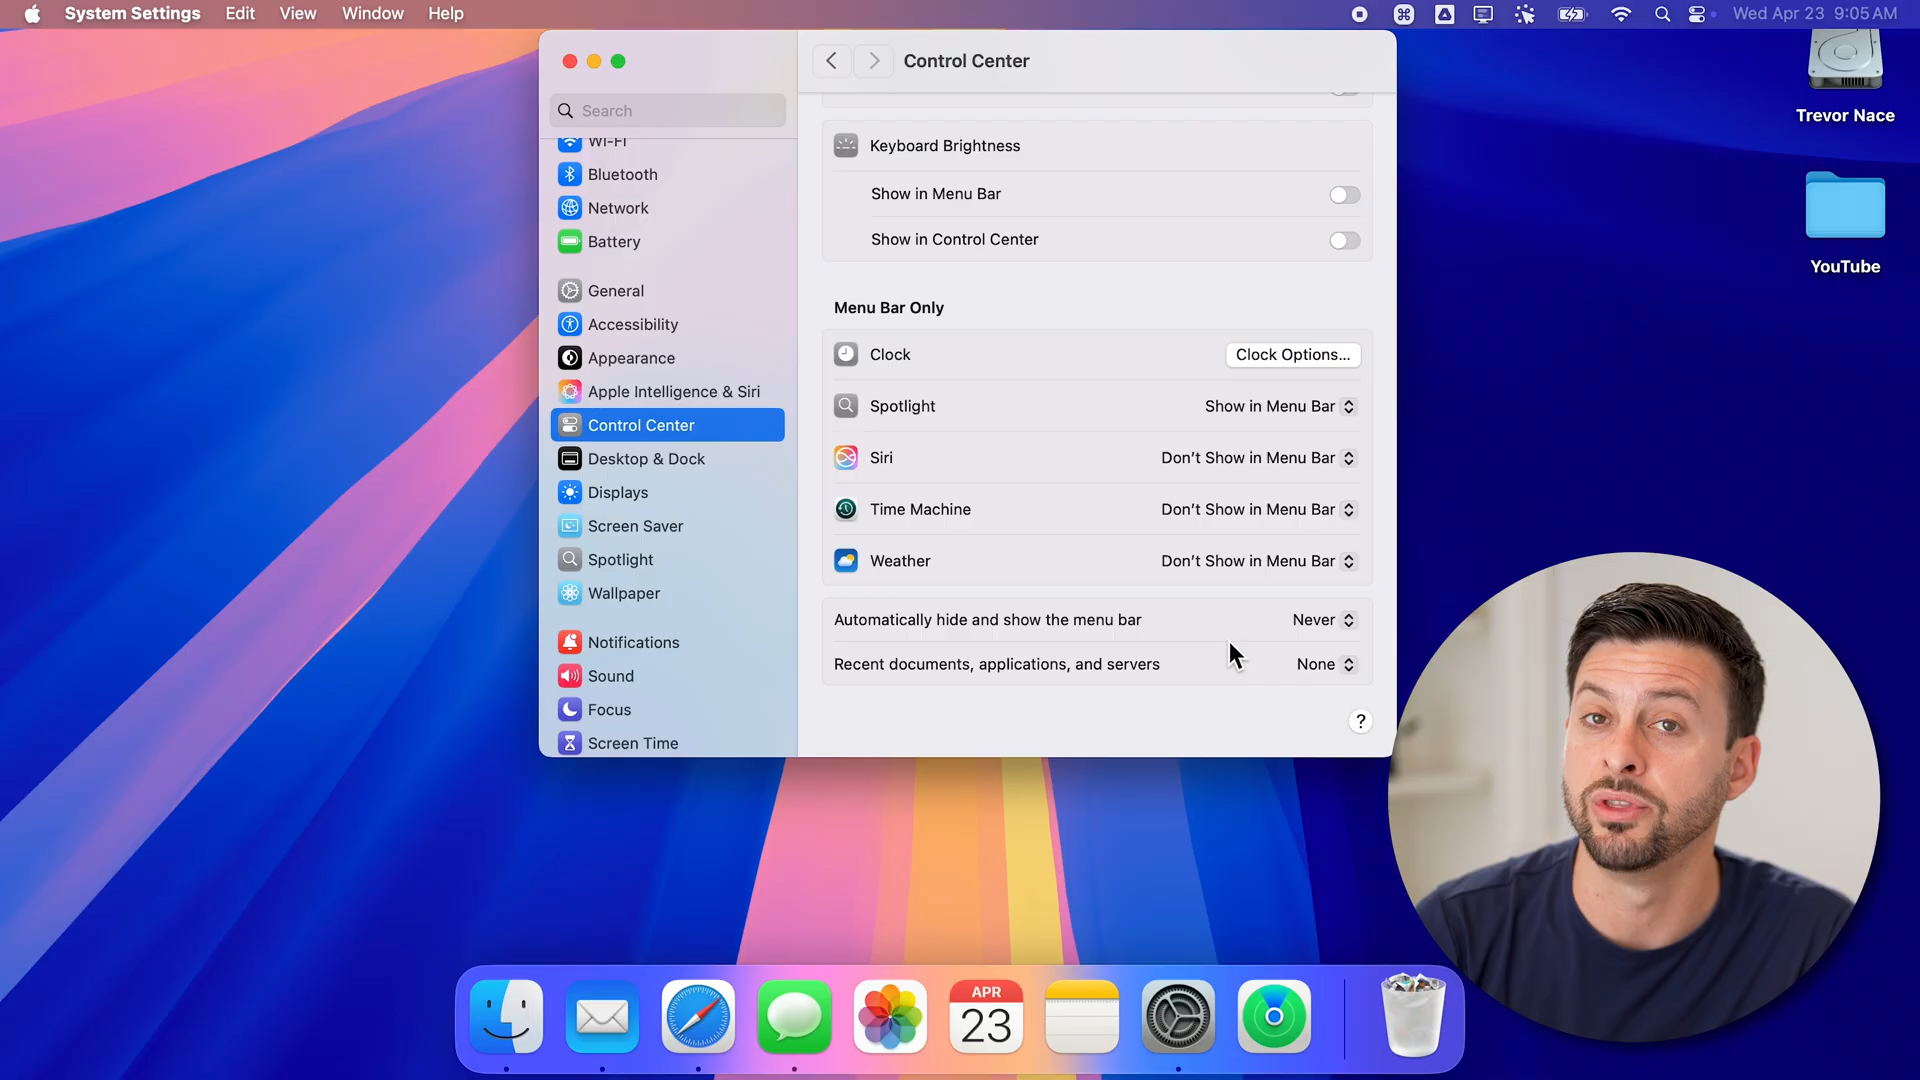 System Settings Edit View Window Help
Wed Apr 23 9:05 AM
Trevor Nace
YouTube
Search
Wi-Fi
Bluetooth
Network
Battery
General
Accessibility
Appearance
Apple Intelligence & Siri
Control Center
Desktop & Dock
Displays
Screen Saver
Spotlight
Wallpaper
Notifications
Sound
Focus
Screen Time
Control Center
Keyboard Brightness
Show in Menu Bar
Show in Control Center
Menu Bar Only
Clock Clock Options...
Spotlight Show in Menu Bar
Siri Don't Show in Menu Bar
Time Machine Don't Show in Menu Bar
Weather Don't Show in Menu Bar
Automatically hide and show the menu bar Never
Recent documents, applications, and servers None
?
APR
23